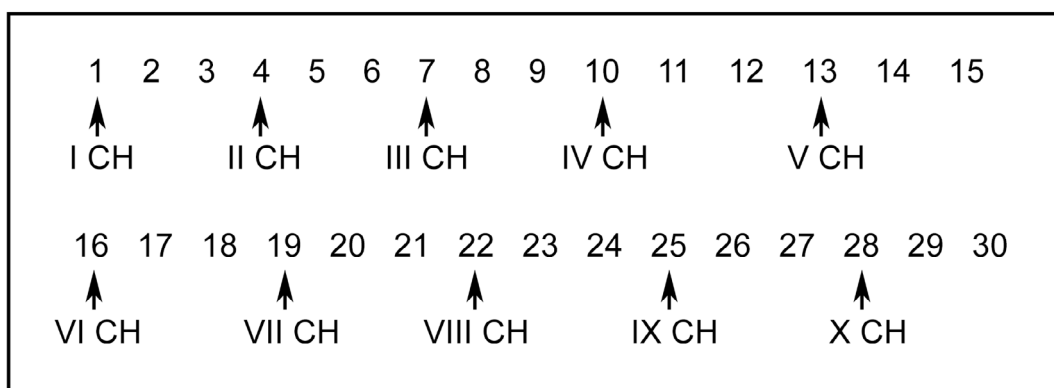 1 2 3 4 5 6 7 8 9 10 11 12 13 14 15
I CH II CH III CH IV CH V CH
16 17 18 19 20 21 22 23 24 25 26 27 28 29 30
VI CH VII CH VIII CH IX CH X CH